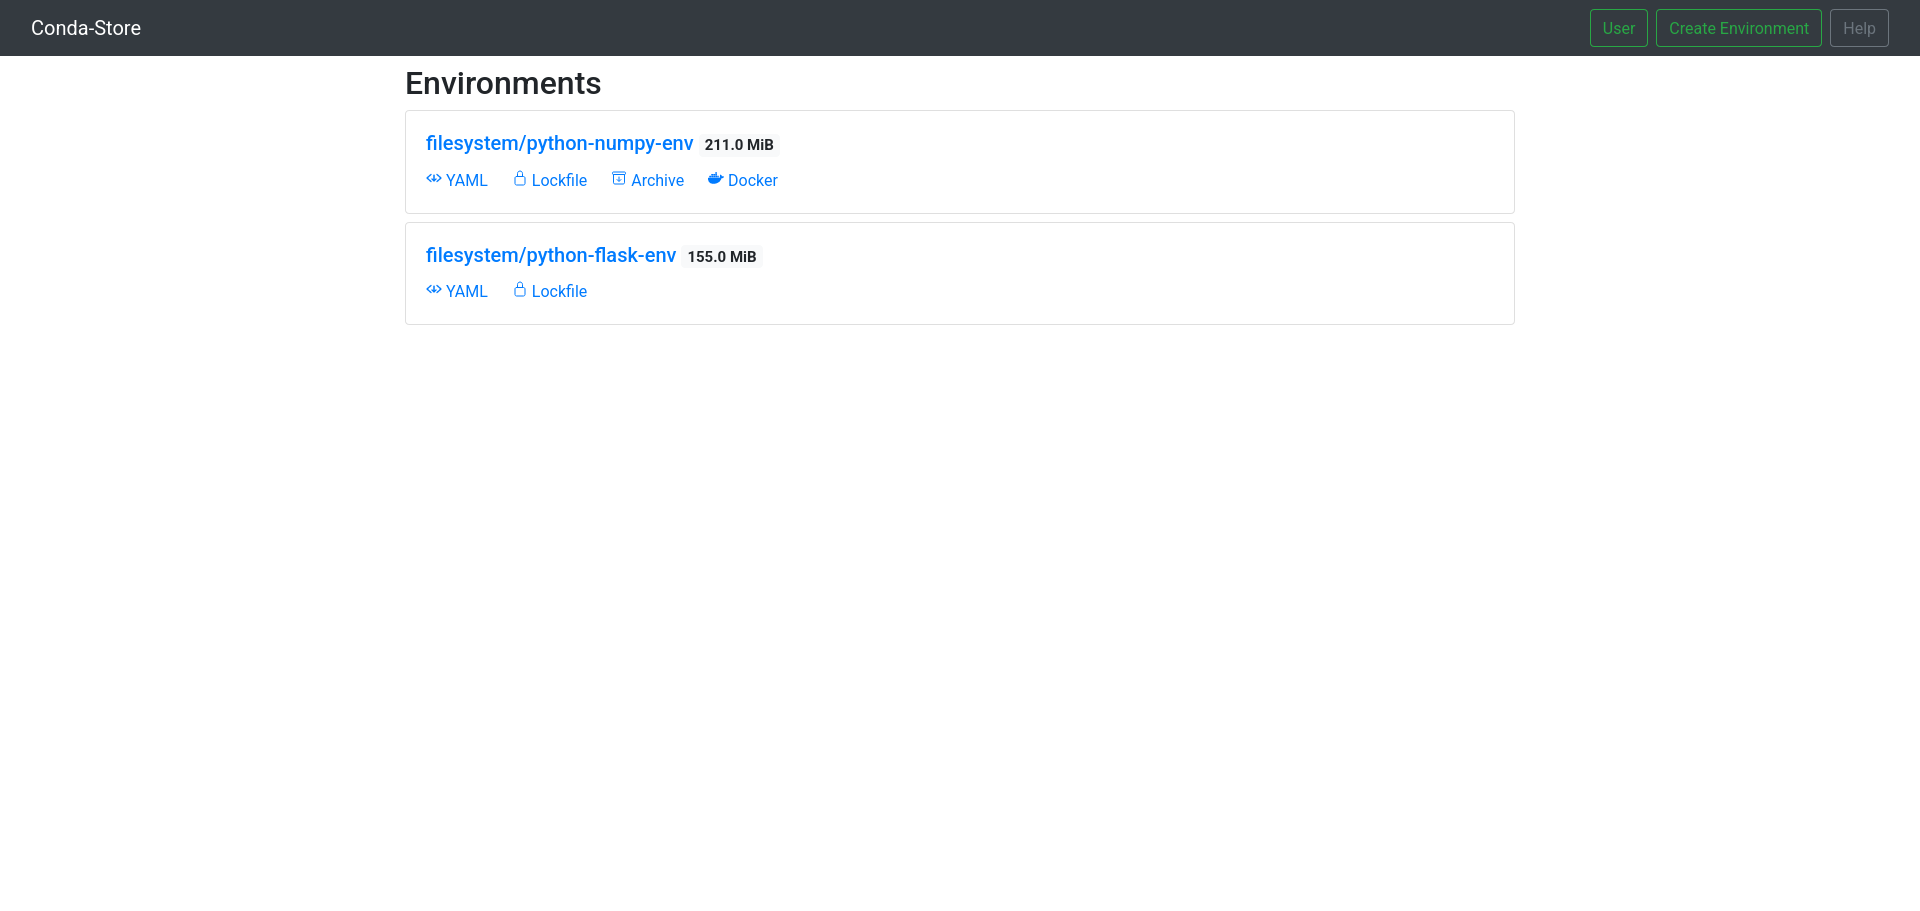 Conda-Store User Create Environment Help
Environments
filesystem/python-numpy-env 211.0 MiB
YAML Lockfile Archive Docker
filesystem/python-flask-env 155.0 MiB
YAML Lockfile